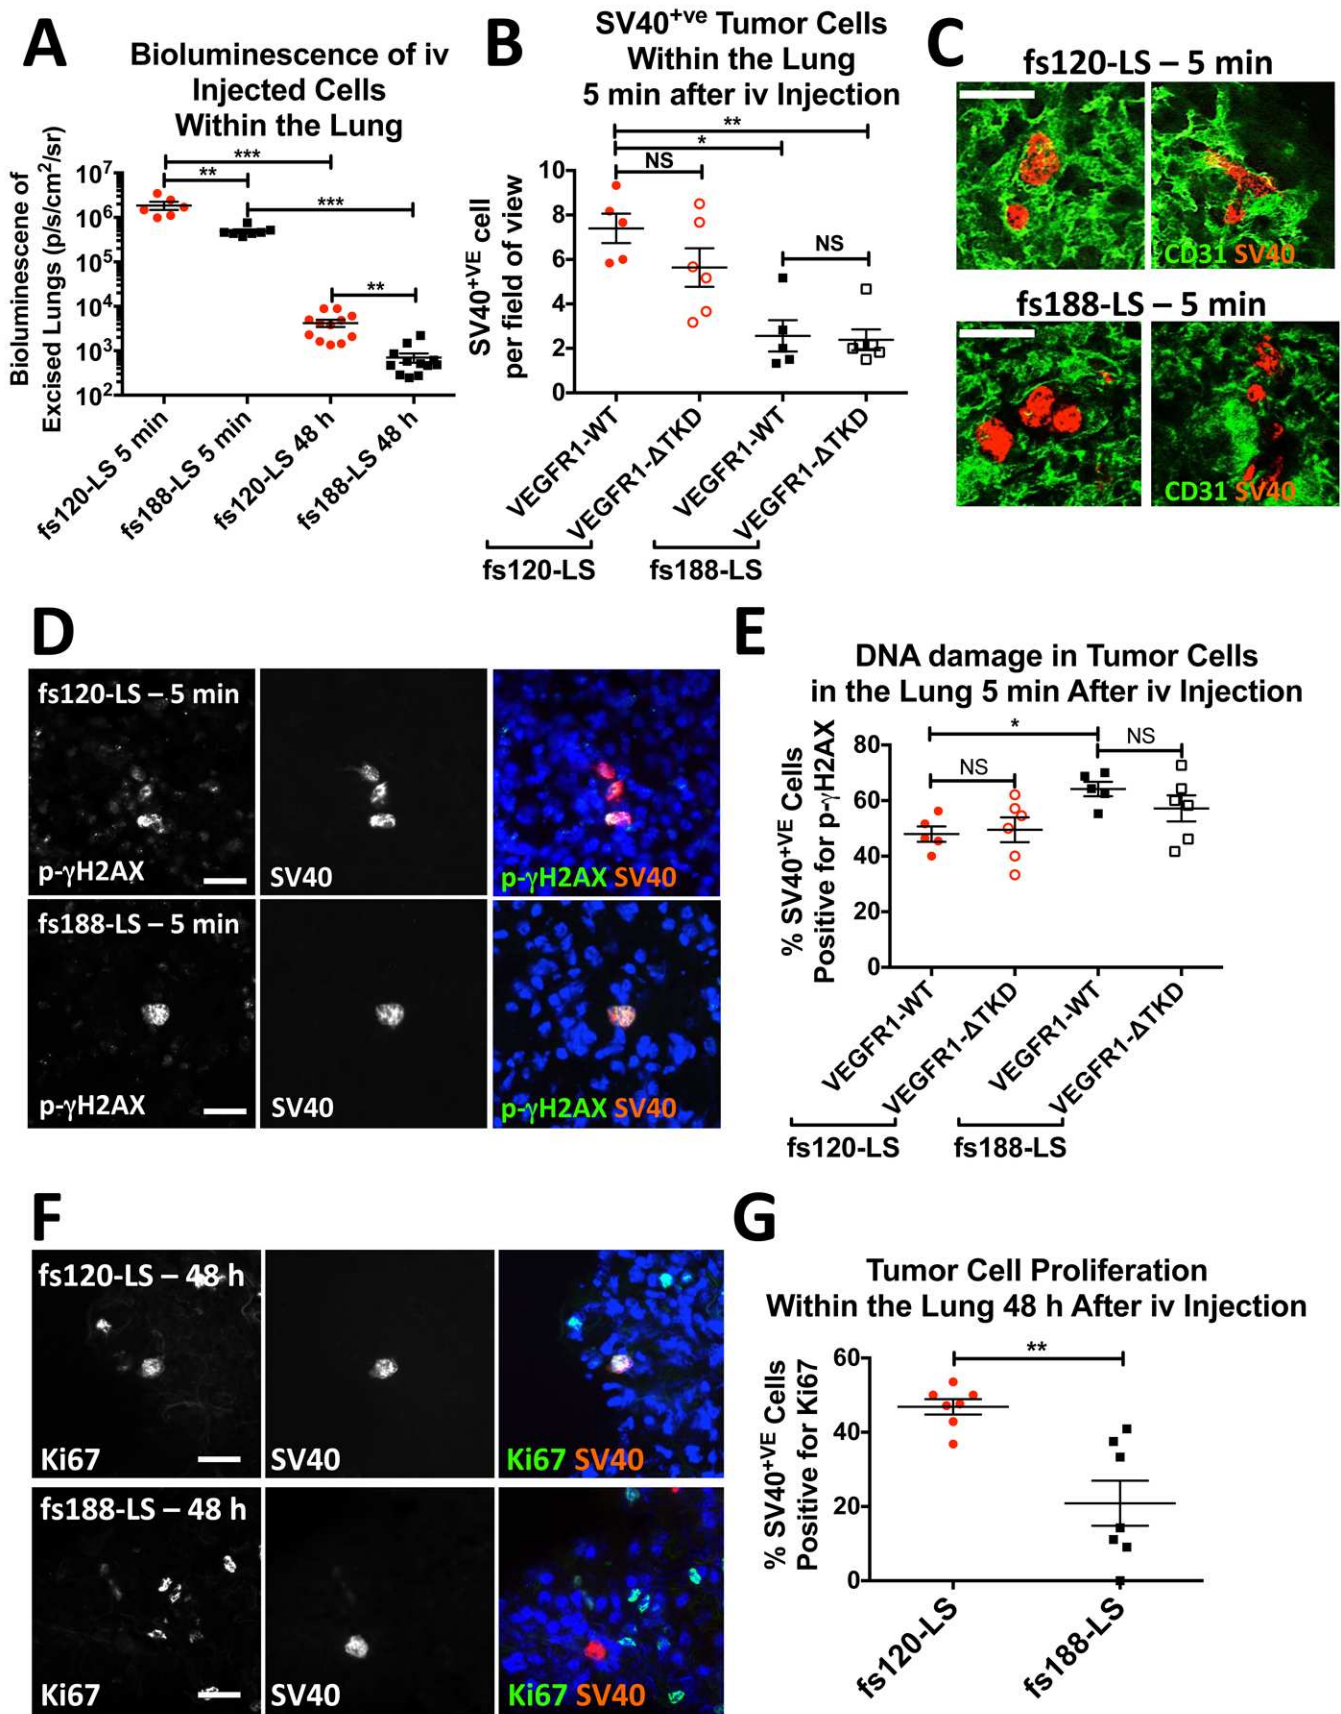 A
Bioluminescence of iv
Injected Cells
Within the Lung
Bioluminescene of
Excised Lungs (p/s/cm²/sr)
10⁷
10⁶
10⁵
10⁴
10³
10²
***
**
***
**
fs120-LS 5 min
fs188-LS 5 min
fs120-LS 48 h
fs188-LS 48 h
B
SV40⁺ᵛᵉ Tumor Cells
Within the Lung
5 min after iv Injection
SV40⁺ⱽᴱ cell
per field of view
10
8
6
4
2
0
**
*
NS
NS
VEGFR1-WT
VEGFR1-ΔTKD
VEGFR1-WT
VEGFR1-ΔTKD
fs120-LS
fs188-LS
C
fs120-LS – 5 min
CD31 SV40
fs188-LS – 5 min
CD31 SV40
D
fs120-LS – 5 min
p-γH2AX
SV40
p-γH2AX SV40
fs188-LS – 5 min
p-γH2AX
SV40
p-γH2AX SV40
E
DNA damage in Tumor Cells
in the Lung 5 min After iv Injection
% SV40⁺ⱽᴱ Cells
Positive for p-γH2AX
80
60
40
20
0
*
NS
NS
VEGFR1-WT
VEGFR1-ΔTKD
VEGFR1-WT
VEGFR1-ΔTKD
fs120-LS
fs188-LS
F
fs120-LS – 48 h
Ki67
SV40
Ki67 SV40
fs188-LS – 48 h
Ki67
SV40
Ki67 SV40
G
Tumor Cell Proliferation
Within the Lung 48 h After iv Injection
% SV40⁺ⱽᴱ Cells
Positive for Ki67
60
40
20
0
**
fs120-LS
fs188-LS